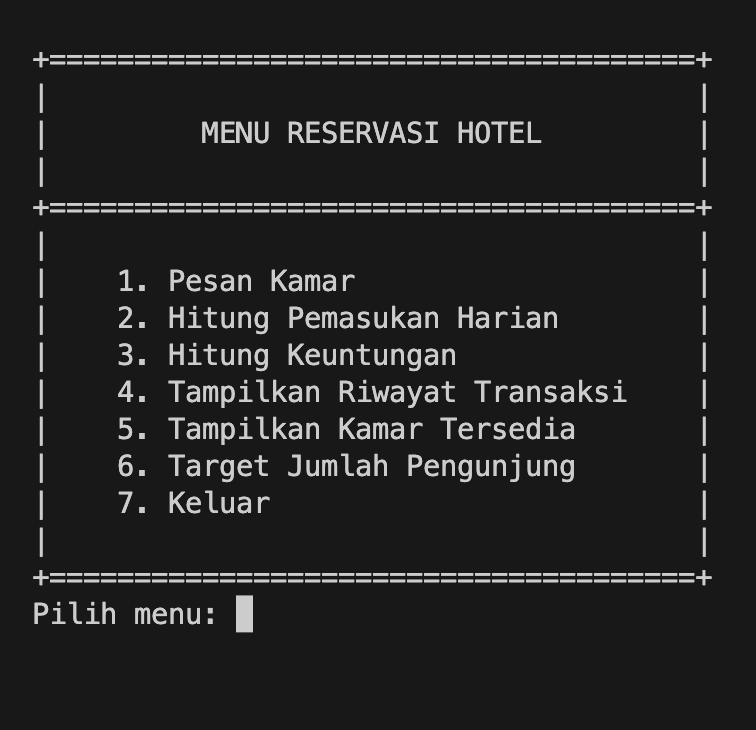 +======================================+
|                                      |
|         MENU RESERVASI HOTEL         |
|                                      |
+======================================+
|                                      |
|    1. Pesan Kamar                    |
|    2. Hitung Pemasukan Harian        |
|    3. Hitung Keuntungan              |
|    4. Tampilkan Riwayat Transaksi    |
|    5. Tampilkan Kamar Tersedia       |
|    6. Target Jumlah Pengunjung       |
|    7. Keluar                         |
|                                      |
+======================================+
Pilih menu: